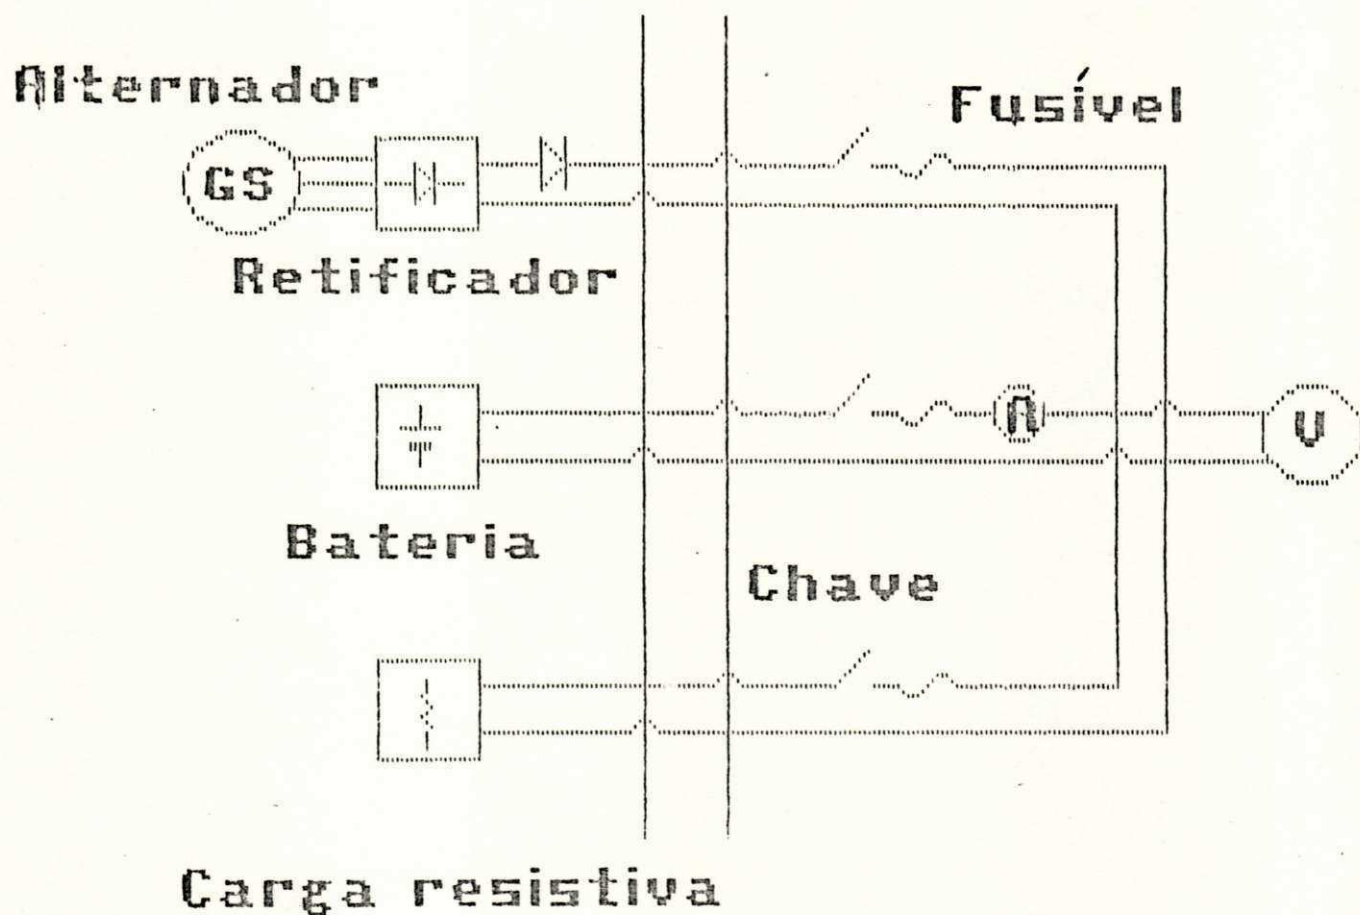 Alternador
Fusível
GS
Retificador
A
V
Bateria
Chave
Carga resistiva